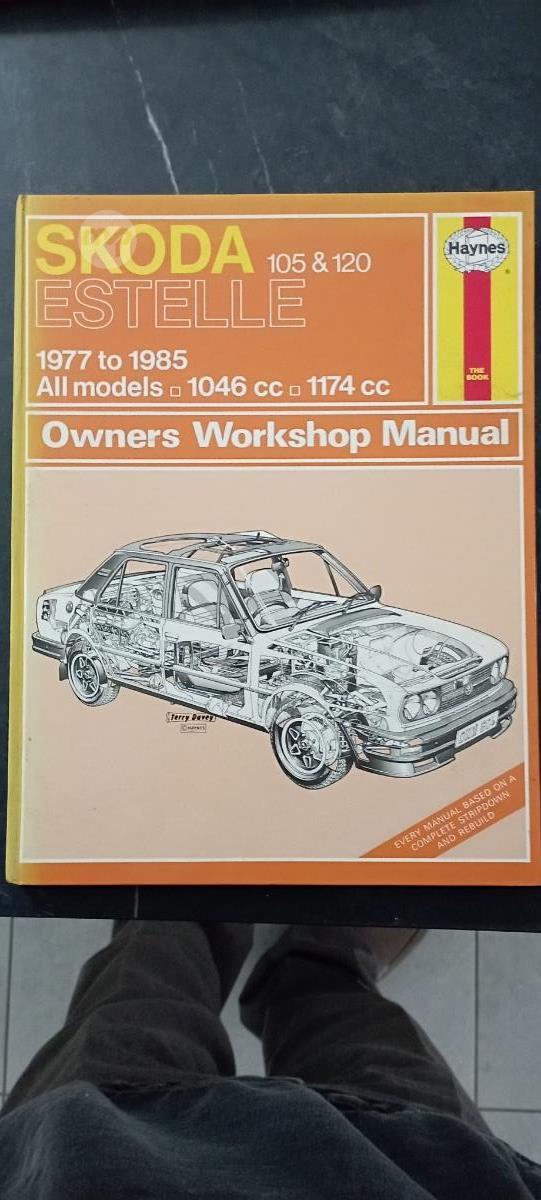 SKODA 105 & 120
ESTELLE
1977 to 1985
All models ▫ 1046 cc ▫ 1174 cc
Haynes
®
THE
BOOK
Owners Workshop Manual
Terry Davey
© HAYNES
EVERY MANUAL BASED ON A
COMPLETE STRIPDOWN
AND REBUILD